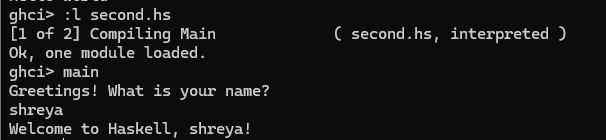 ghci> :l second.hs
[1 of 2] Compiling Main             ( second.hs, interpreted )
Ok, one module loaded.
ghci> main
Greetings! What is your name?
shreya
Welcome to Haskell, shreya!